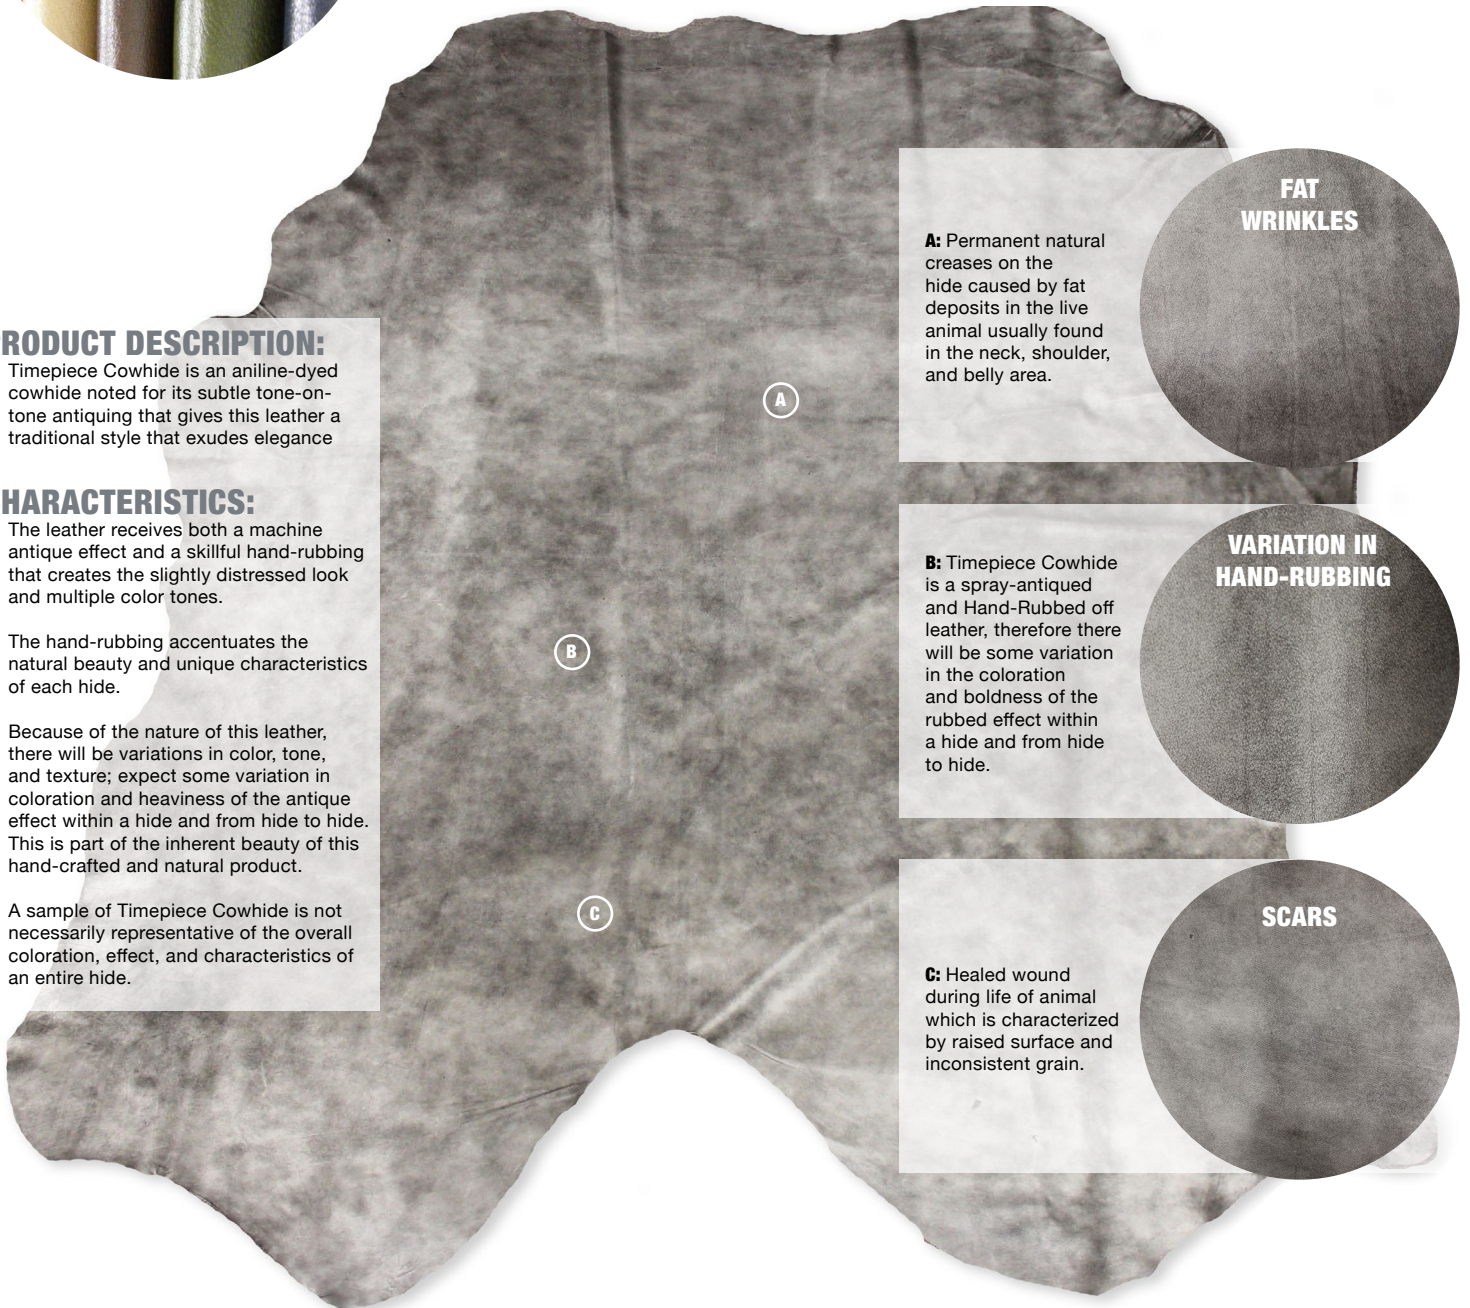 RODUCT DESCRIPTION:
Timepiece Cowhide is an aniline-dyed
cowhide noted for its subtle tone-on-
tone antiquing that gives this leather a
traditional style that exudes elegance
HARACTERISTICS:
The leather receives both a machine
antique effect and a skillful hand-rubbing
that creates the slightly distressed look
and multiple color tones.
The hand-rubbing accentuates the
natural beauty and unique characteristics
of each hide.
Because of the nature of this leather,
there will be variations in color, tone,
and texture; expect some variation in
coloration and heaviness of the antique
effect within a hide and from hide to hide.
This is part of the inherent beauty of this
hand-crafted and natural product.
A sample of Timepiece Cowhide is not
necessarily representative of the overall
coloration, effect, and characteristics of
an entire hide.
A
B
C
FAT
WRINKLES
A: Permanent natural
creases on the
hide caused by fat
deposits in the live
animal usually found
in the neck, shoulder,
and belly area.
VARIATION IN
HAND-RUBBING
B: Timepiece Cowhide
is a spray-antiqued
and Hand-Rubbed off
leather, therefore there
will be some variation
in the coloration
and boldness of the
rubbed effect within
a hide and from hide
to hide.
SCARS
C: Healed wound
during life of animal
which is characterized
by raised surface and
inconsistent grain.